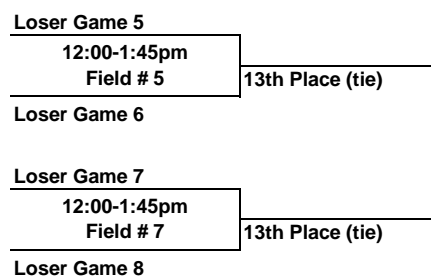 Loser Game 5
12:00-1:45pm
Field # 5
13th Place (tie)
Loser Game 6
Loser Game 7
12:00-1:45pm
Field # 7
13th Place (tie)
Loser Game 8